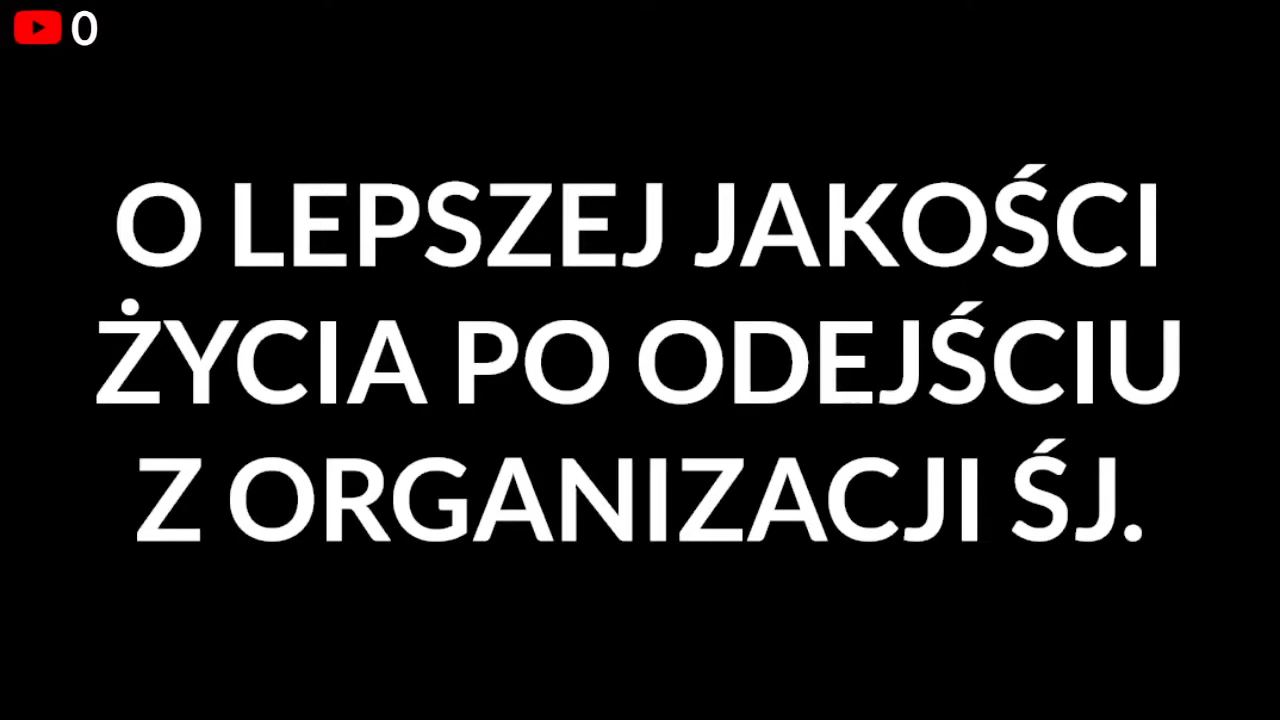 0
O LEPSZEJ JAKOŚCI
ŻYCIA PO ODEJŚCIU
Z ORGANIZACJI ŚJ.